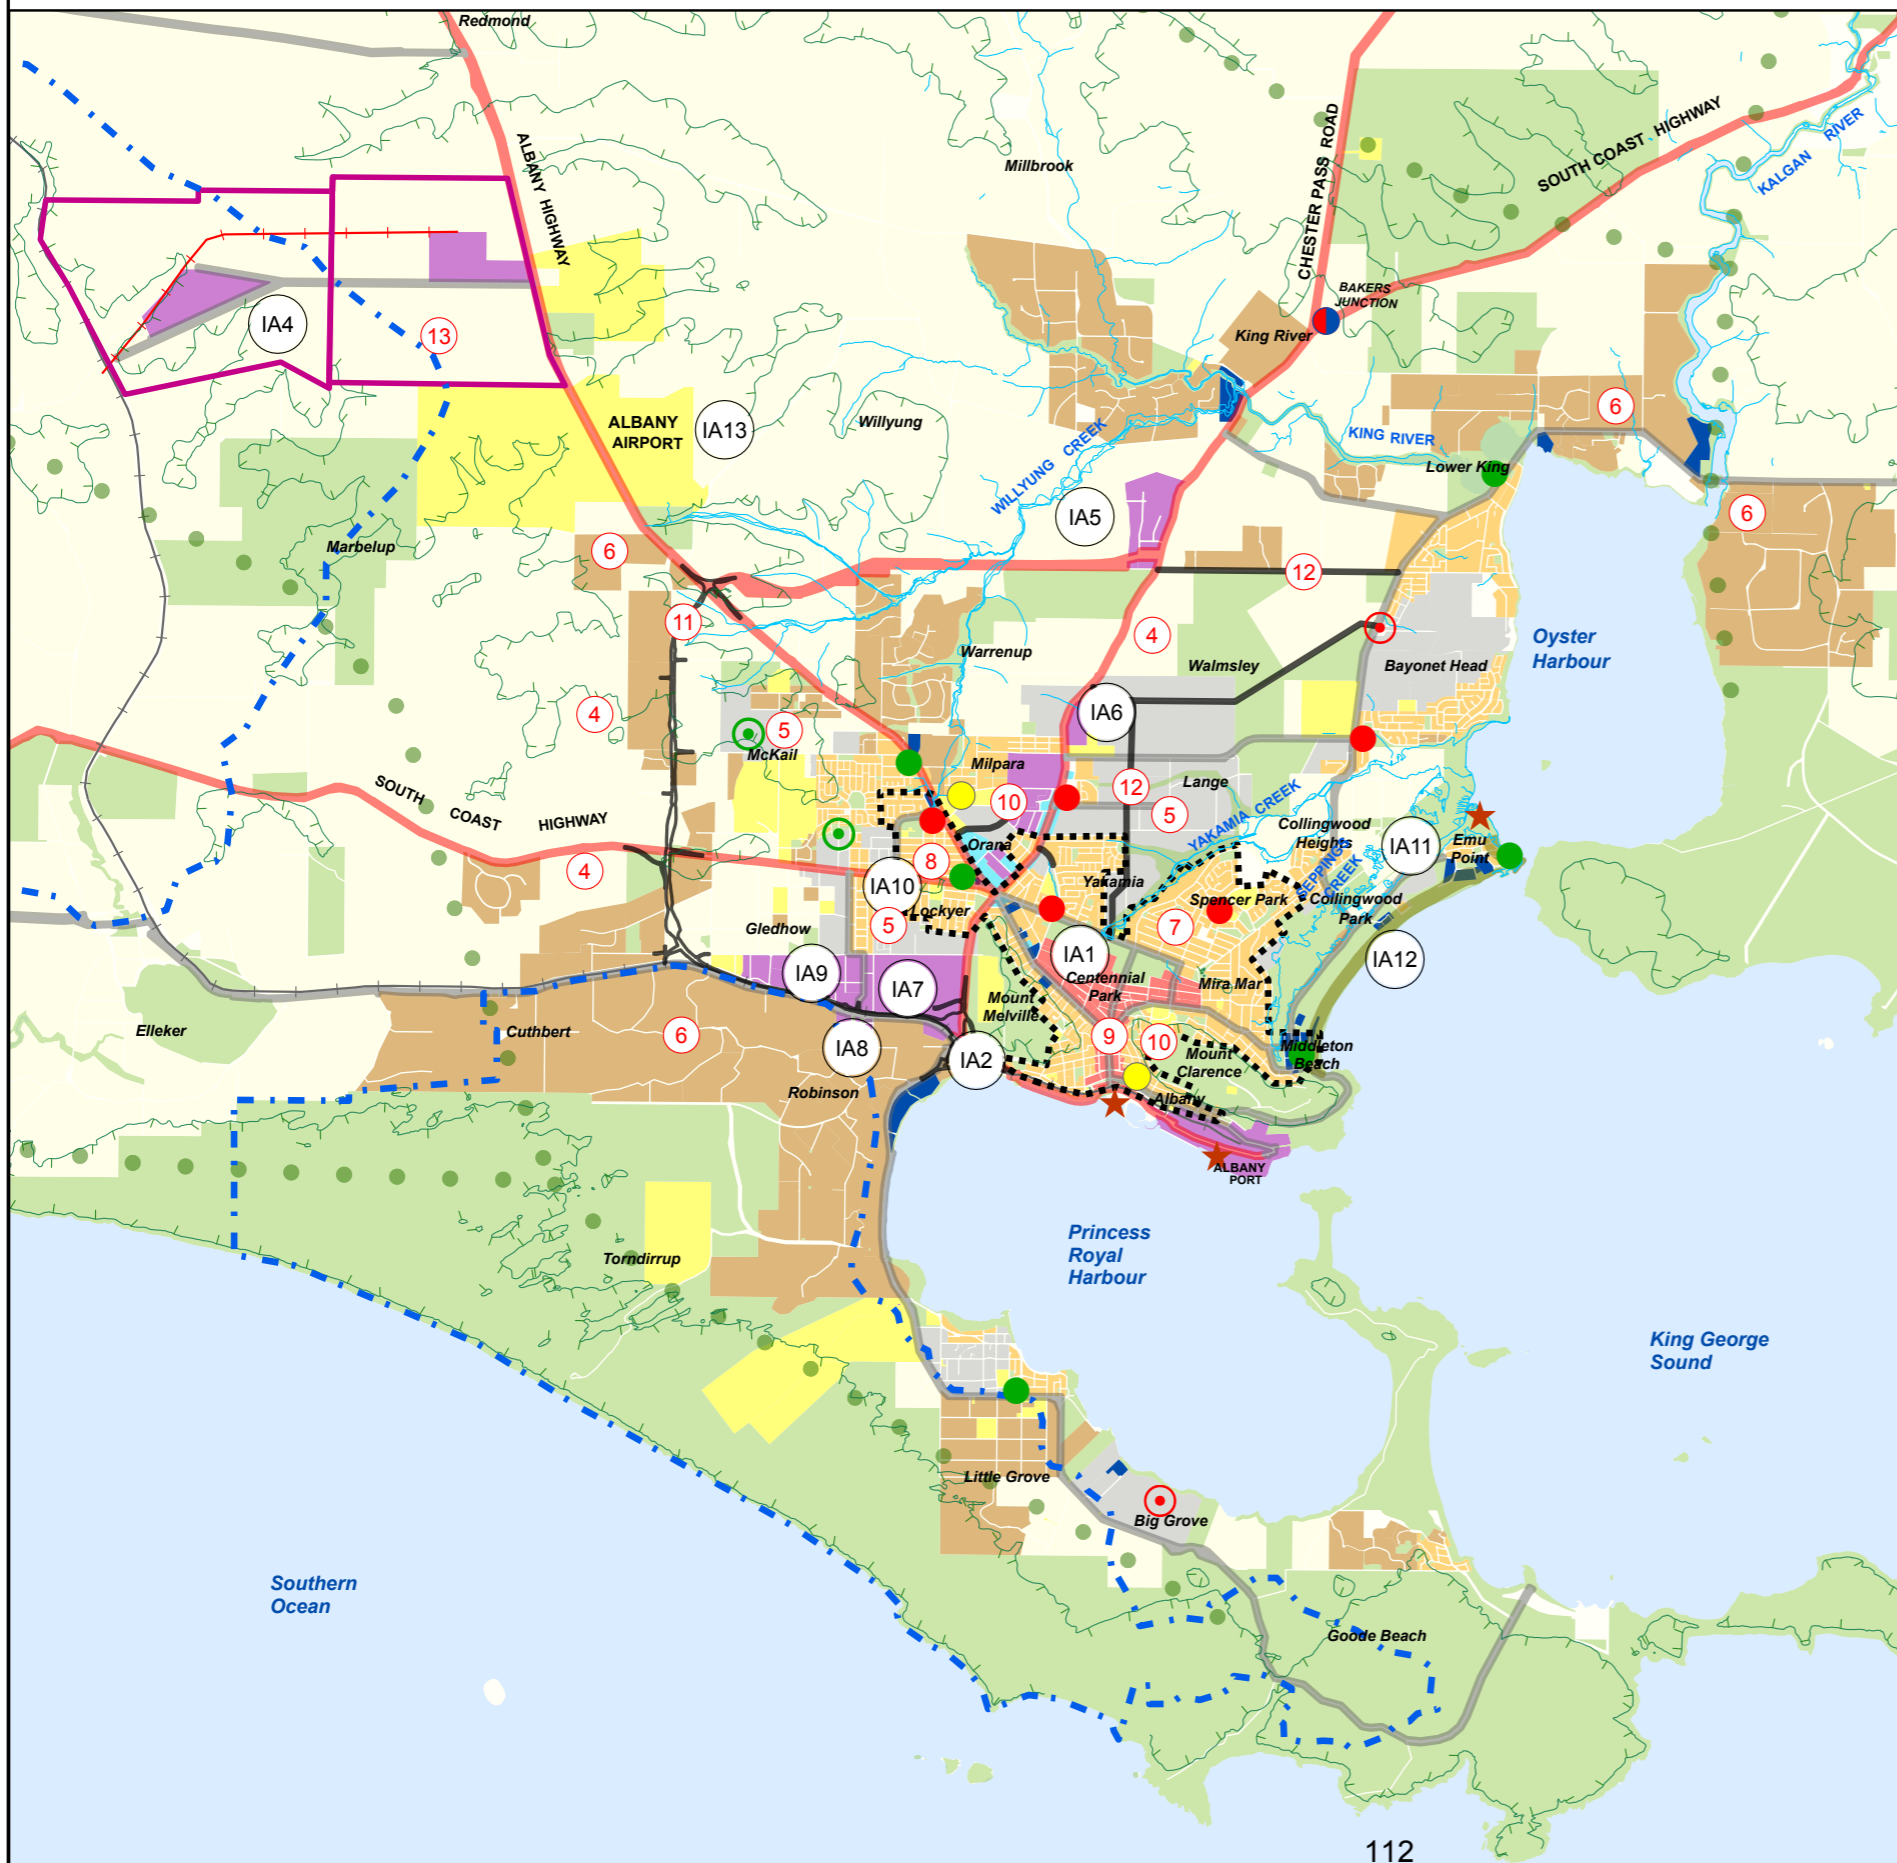 Redmond
ALBANY HIGHWAY
Millbrook
CHESTER PASS ROAD
SOUTH COAST HIGHWAY
KALGAN RIVER
BAKERS
JUNCTION
King River
IA4
13
ALBANY
AIRPORT
IA13
Willyung
WILLYUNG CREEK
KING RIVER
6
Lower King
IA5
6
Marbelup
6
12
11
4
Warrenup
Walmsley
Bayonet Head
Oyster
Harbour
4
5
McKail
IA6
Milpara
10
12
Lange
5
YAKAMIA CREEK
SOUTH COAST HIGHWAY
Collingwood
Heights
IA11
Emu
Point
Orana
8
4
IA10
Yakamia
SEPPINGS
CREEK
Spencer Park
Collingwood
Park
Lockyer
5
7
Gledhow
IA1
IA12
IA9
IA7
Centennial
Park
Mira Mar
Mount
Melville
Elleker
Cuthbert
6
IA8
IA2
9
10
Mount
Clarence
Middleton
Beach
Robinson
Albany
ALBANY
PORT
Princess
Royal
Harbour
Torndirrup
King George
Sound
Little Grove
Big Grove
Southern
Ocean
Goode Beach
112